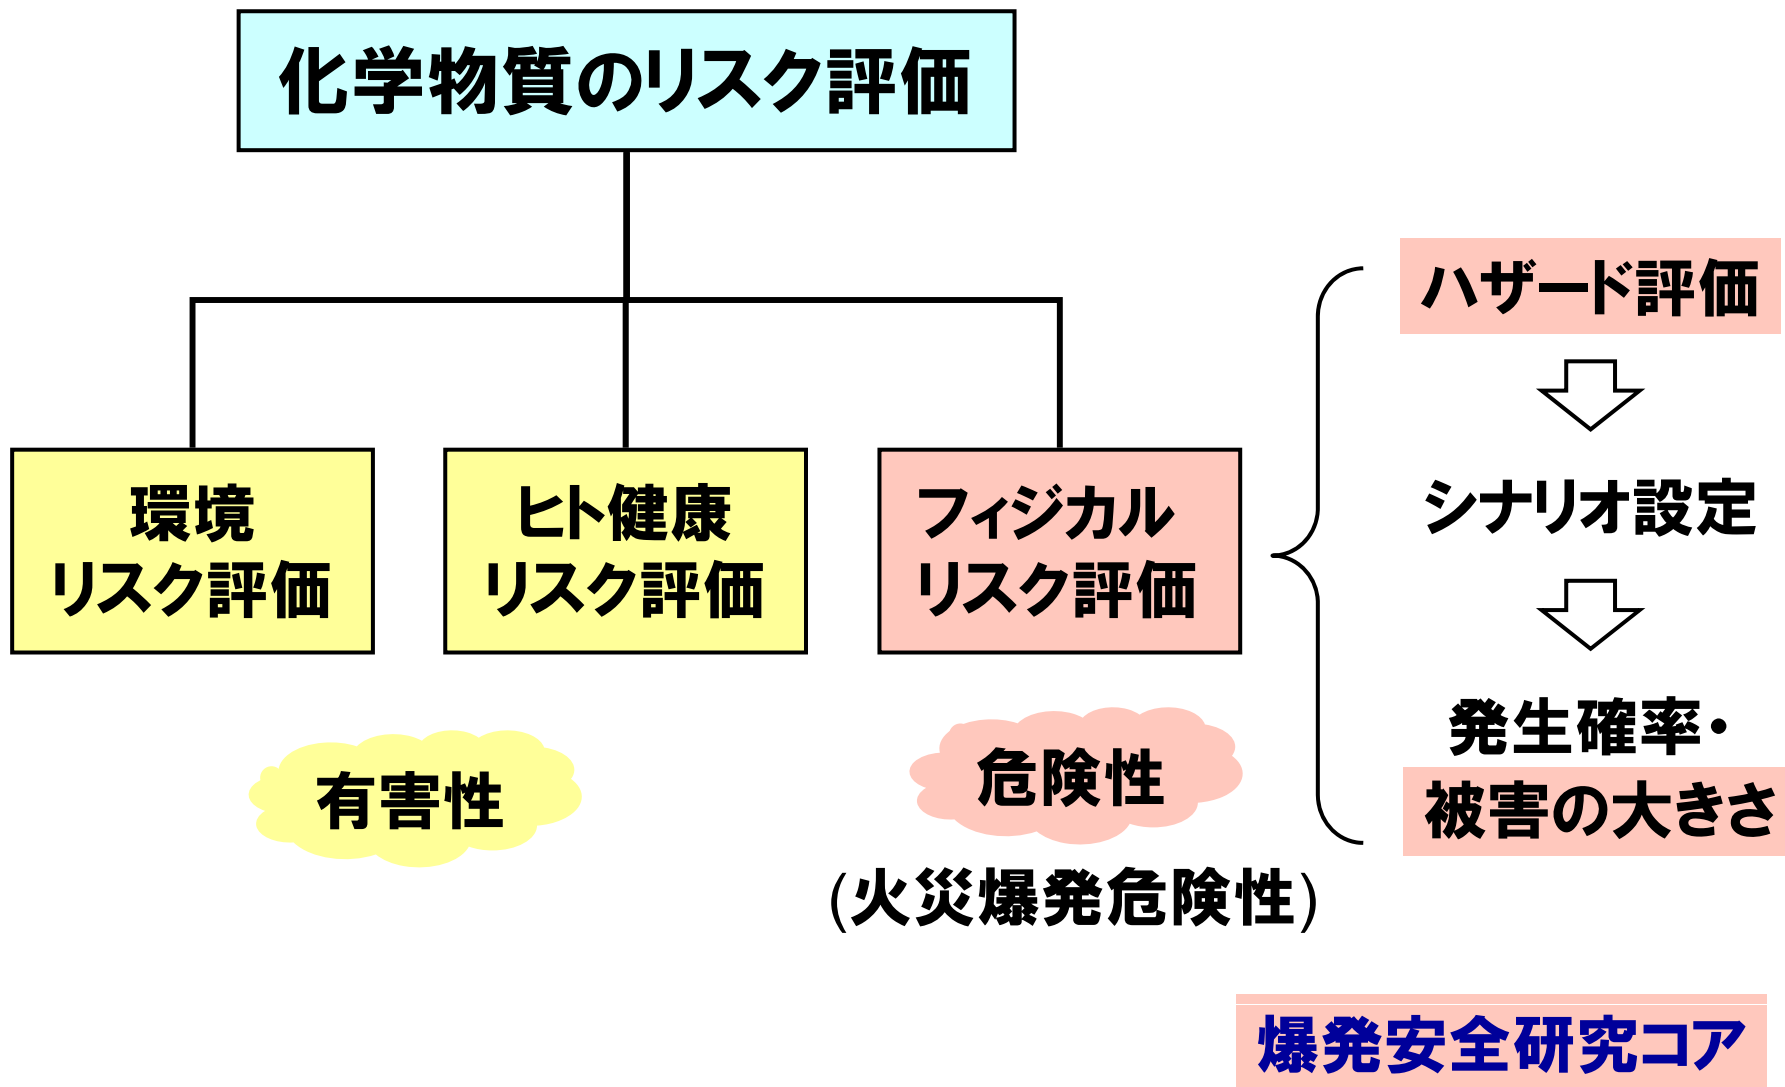 化学物質のリスク評価
環境
リスク評価
ヒト健康
リスク評価
フィジカル
リスク評価
有害性
危険性
(火災爆発危険性)
ハザード評価
シナリオ設定
発生確率・
被害の大きさ
爆発安全研究コア